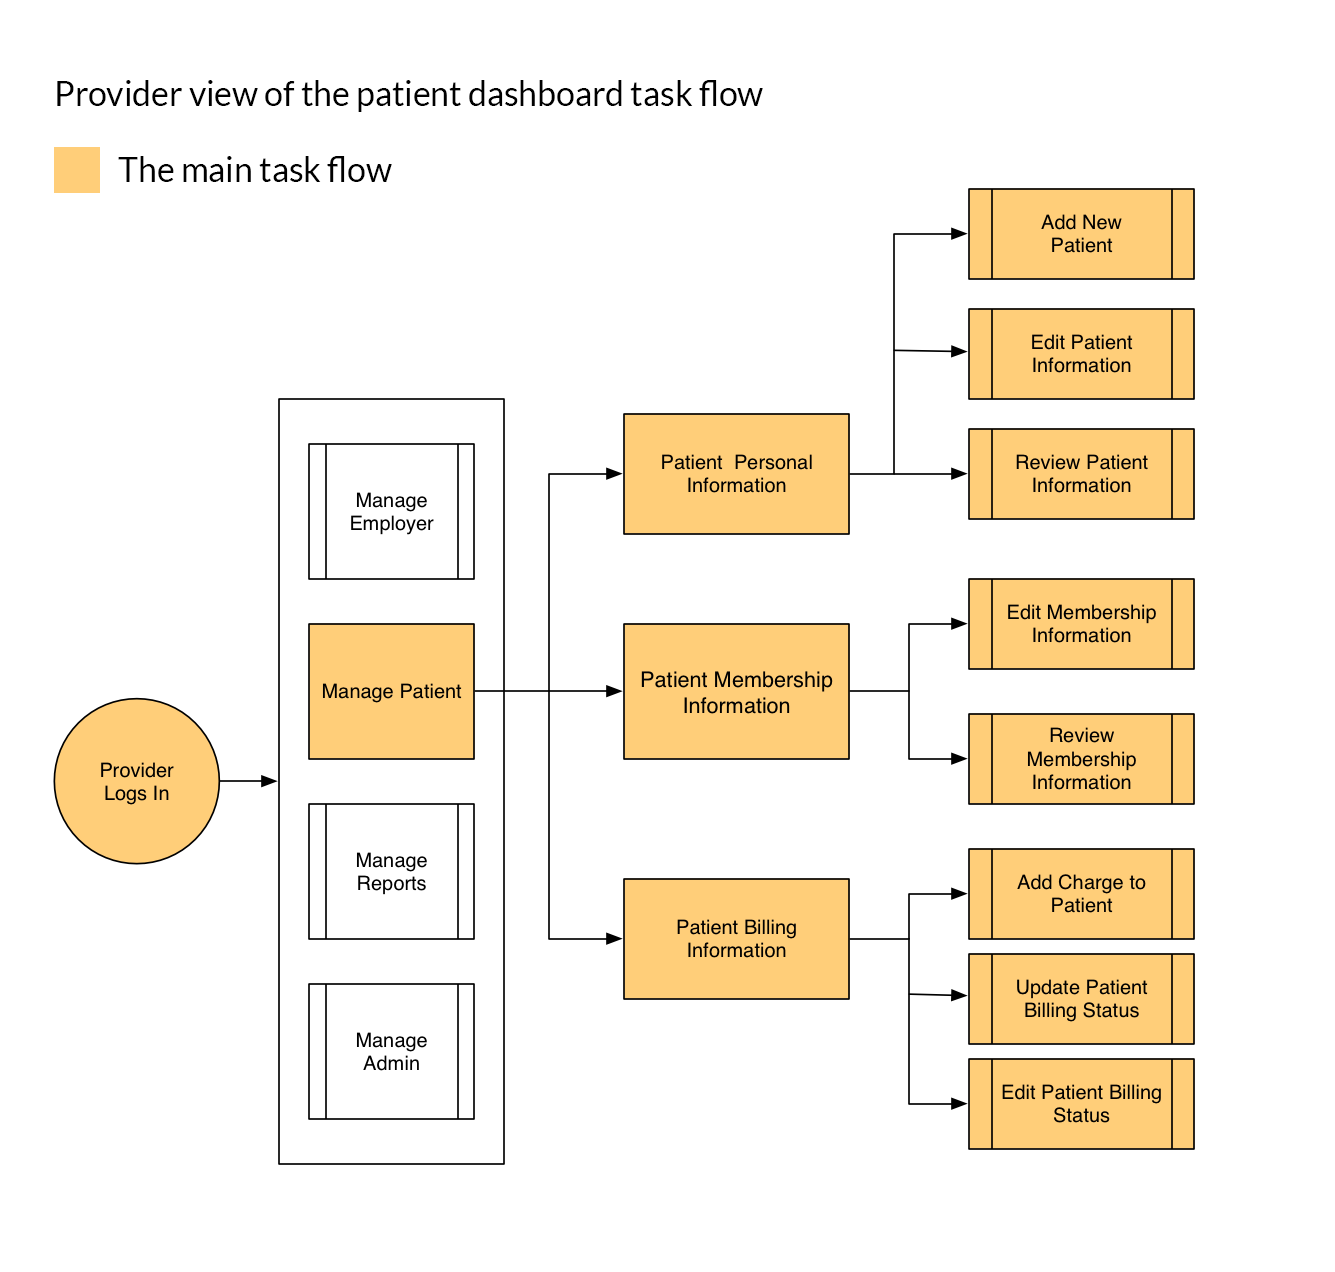 Provider view of the patient dashboard task flow
The main task flow
Provider
Logs In
Manage
Employer
Manage Patient
Manage
Reports
Manage
Admin
Patient  Personal
Information
Patient Membership
Information
Patient Billing
Information
Add New
Patient
Edit Patient
Information
Review Patient
Information
Edit Membership
Information
Review
Membership
Information
Add Charge to
Patient
Update Patient
Billing Status
Edit Patient Billing
Status